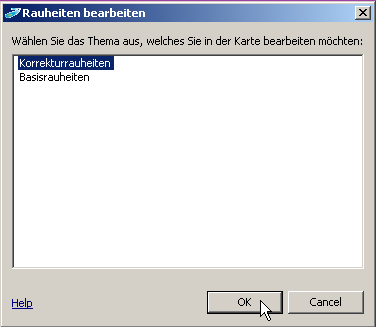 Rauheiten bearbeiten
Wählen Sie das Thema aus, welches Sie in der Karte bearbeiten möchten:
Korrekturrauheiten
Basisrauheiten
Help
OK
Cancel